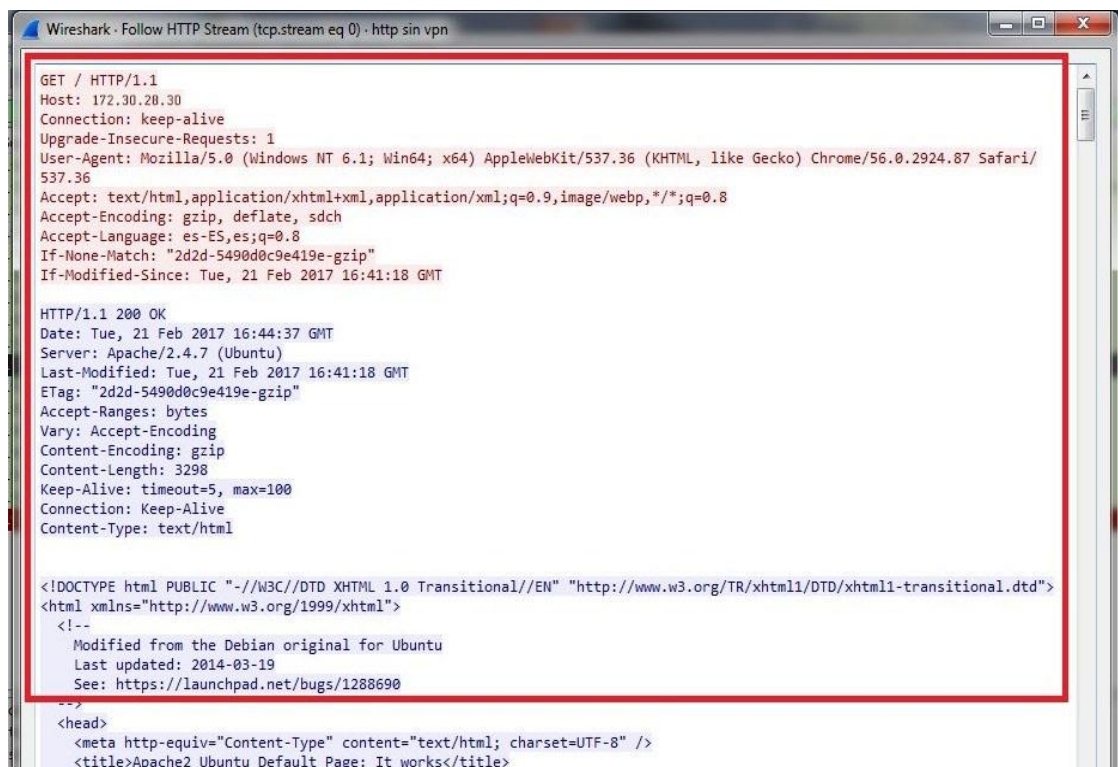 Wireshark · Follow HTTP Stream (tcp.stream eq 0) · http sin vpn
GET / HTTP/1.1
Host: 172.30.20.30
Connection: keep-alive
Upgrade-Insecure-Requests: 1
User-Agent: Mozilla/5.0 (Windows NT 6.1; Win64; x64) AppleWebKit/537.36 (KHTML, like Gecko) Chrome/56.0.2924.87 Safari/
537.36
Accept: text/html,application/xhtml+xml,application/xml;q=0.9,image/webp,*/*;q=0.8
Accept-Encoding: gzip, deflate, sdch
Accept-Language: es-ES,es;q=0.8
If-None-Match: "2d2d-5490d0c9e419e-gzip"
If-Modified-Since: Tue, 21 Feb 2017 16:41:18 GMT
HTTP/1.1 200 OK
Date: Tue, 21 Feb 2017 16:44:37 GMT
Server: Apache/2.4.7 (Ubuntu)
Last-Modified: Tue, 21 Feb 2017 16:41:18 GMT
ETag: "2d2d-5490d0c9e419e-gzip"
Accept-Ranges: bytes
Vary: Accept-Encoding
Content-Encoding: gzip
Content-Length: 3298
Keep-Alive: timeout=5, max=100
Connection: Keep-Alive
Content-Type: text/html
<!DOCTYPE html PUBLIC "-//W3C//DTD XHTML 1.0 Transitional//EN" "http://www.w3.org/TR/xhtml1/DTD/xhtml1-transitional.dtd">
<html xmlns="http://www.w3.org/1999/xhtml">
<!--
Modified from the Debian original for Ubuntu
Last updated: 2014-03-19
See: https://launchpad.net/bugs/1288690
-->
<head>
<meta http-equiv="Content-Type" content="text/html; charset=UTF-8" />
<title>Apache2 Ubuntu Default Page: It works</title>